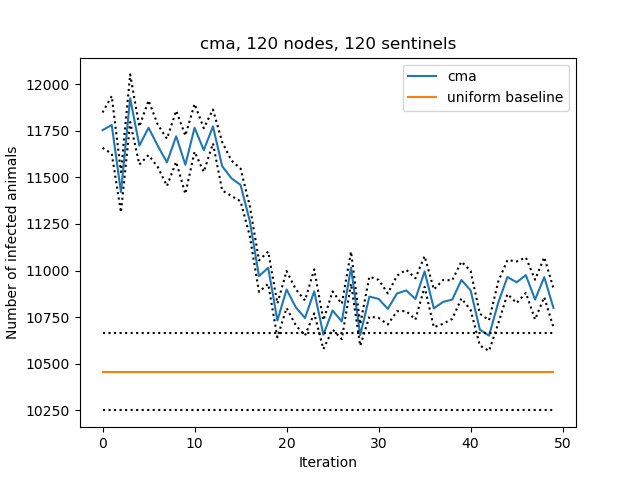 cma, 120 nodes, 120 sentinels
cma
uniform baseline
Number of infected animals
12000
11750
11500
11250
11000
10750
10500
10250
0 10 20 30 40 50
Iteration